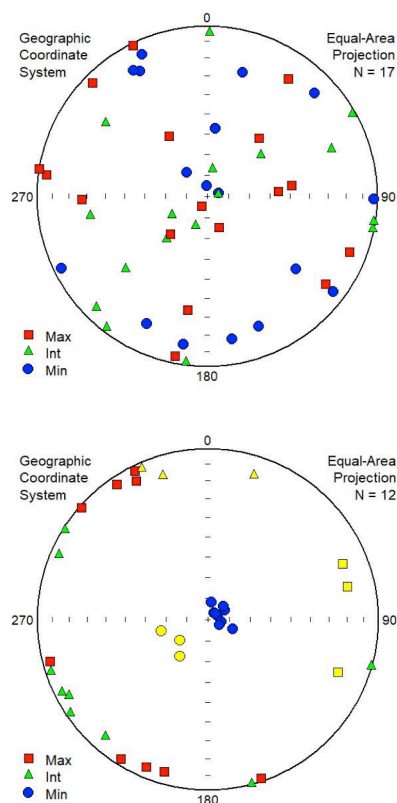 0
Geographic
Coordinate
System
Equal-Area
Projection
N = 17
270
90
Max
Int
Min
180
0
Geographic
Coordinate
System
Equal-Area
Projection
N = 12
270
90
Max
Int
Min
180